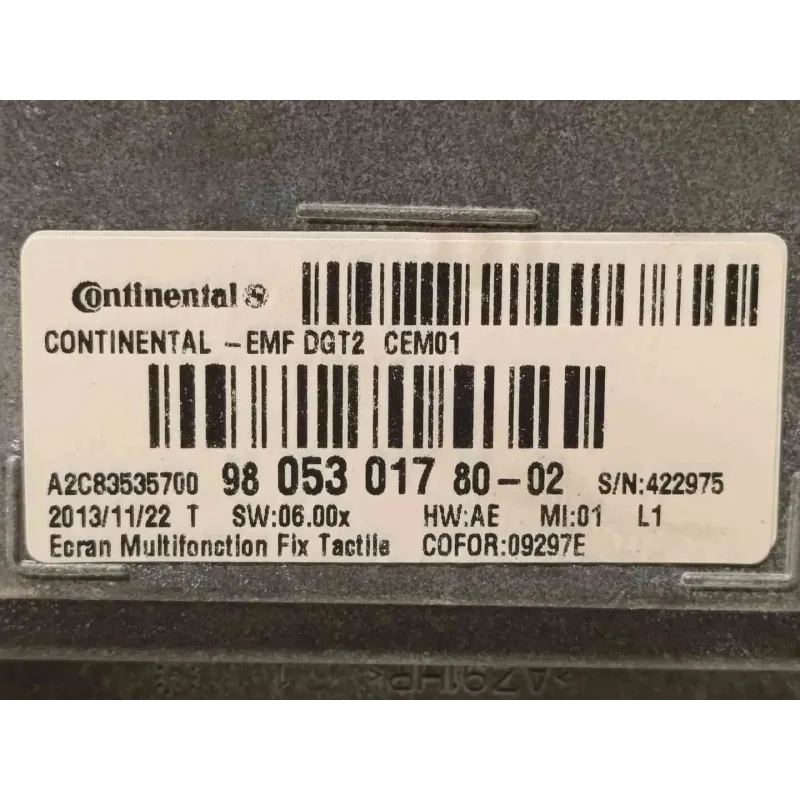 Continental
CONTINENTAL -EMF DGT2 CEM01
A2C83535700 98 053 017 80-02 S/N:422975
2013/11/22 T SW:06.00x HW:AE MI:01 L1
Ecran Multifonction Fix Tactile COFOR:09297E